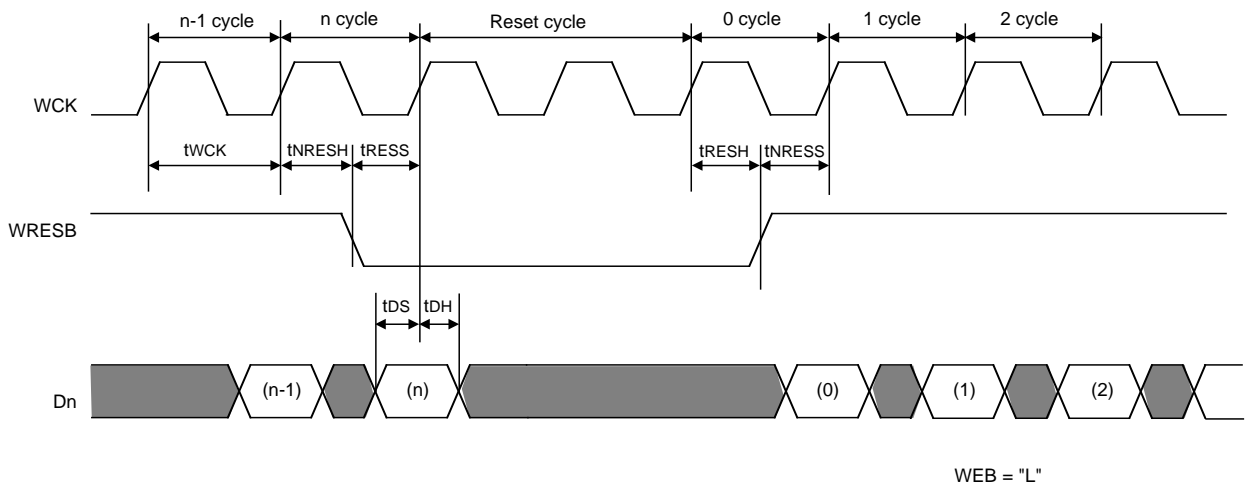 n-1 cycle n cycle Reset cycle 0 cycle 1 cycle 2 cycle
WCK
tWCK tNRESH tRESS tRESH tNRESS
WRESB
tDS tDH
Dn (n-1) (n) (0) (1) (2)
WEB = "L"